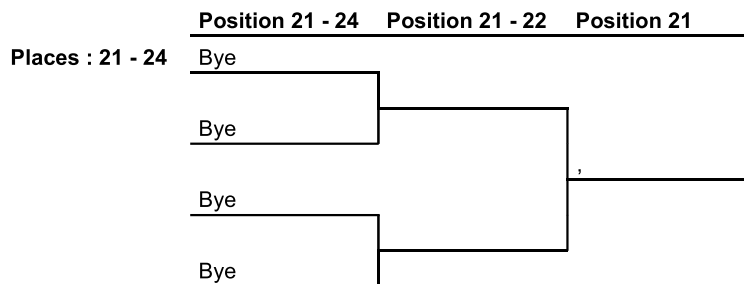 Position 21 - 24 Position 21 - 22 Position 21
Places : 21 - 24 Bye
Bye
,
Bye
Bye